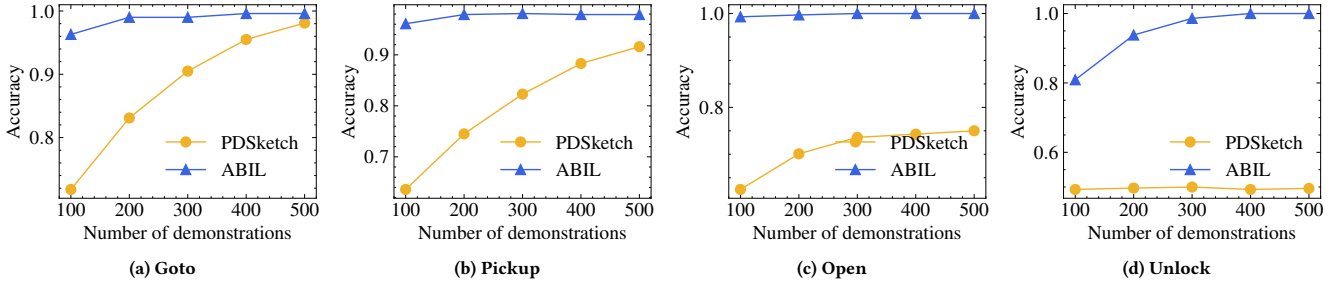 Accuracy
1.0
0.9
0.8
PDSketch
ABIL
100 200 300 400 500
Number of demonstrations
(a) Goto
Accuracy
0.9
0.8
0.7
PDSketch
ABIL
100 200 300 400 500
Number of demonstrations
(b) Pickup
Accuracy
1.0
0.8
PDSketch
ABIL
100 200 300 400 500
Number of demonstrations
(c) Open
Accuracy
1.0
0.8
0.6
PDSketch
ABIL
100 200 300 400 500
Number of demonstrations
(d) Unlock